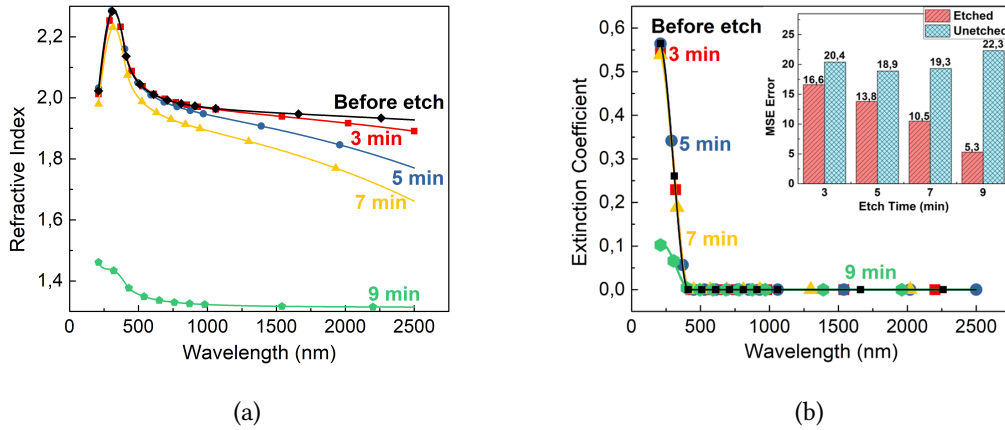 2,2
2,0
1,8
1,6
1.4
0
500
1000
1500
2000
2500
Refractive Index
Wavelength (nm)
Before etch
3 min
5 min
7 min
9 min
(a)
0,6
0,5
0,4
0,3
0,2
0,1
0,0
0
500
1000
1500
2000
2500
Extinction Coefficient
Wavelength (nm)
Before etch
3 min
5 min
7 min
9 min
Etched
Unetched
25
20
15
10
5
0
MSE Error
16,6
20,4
13,8
18,9
10,5
19,3
5,3
22,3
3
5
7
9
Etch Time (min)
(b)